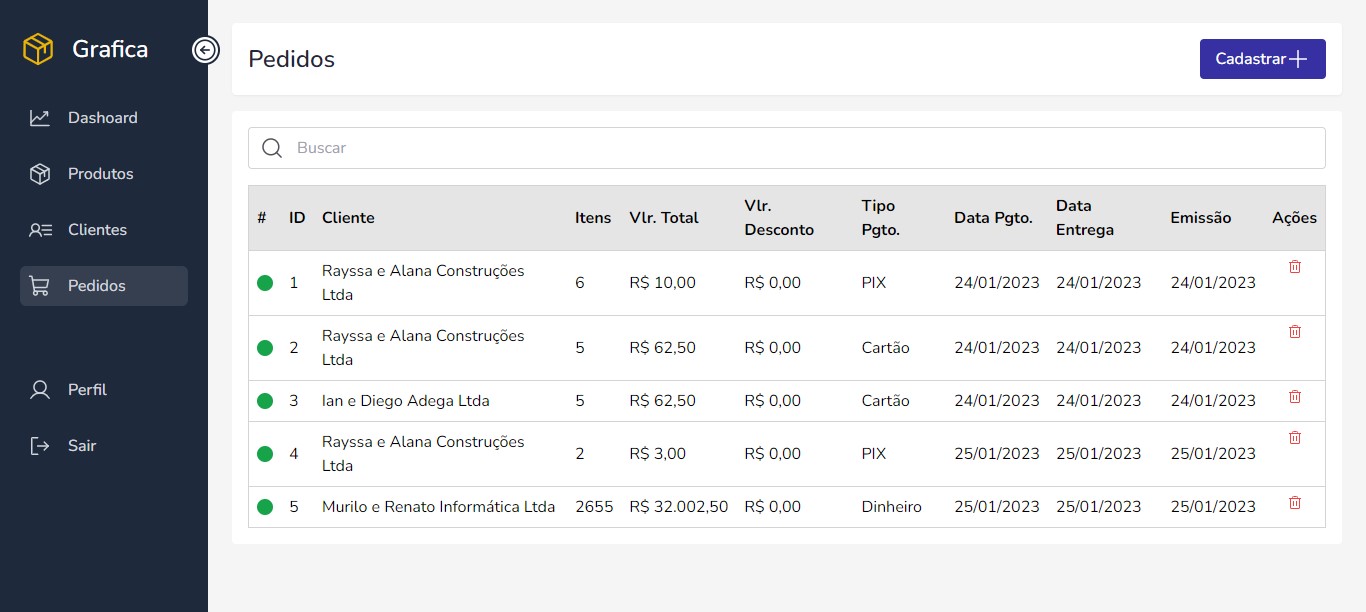 Grafica
Dashoard
Produtos
Clientes
Pedidos
Perfil
Sair
Pedidos
Cadastrar
Buscar
# ID Cliente Itens Vlr. Total Vlr. Desconto Tipo Pgto. Data Pgto. Data Entrega Emissão Ações
1 Rayssa e Alana Construções Ltda 6 R$ 10,00 R$ 0,00 PIX 24/01/2023 24/01/2023 24/01/2023
2 Rayssa e Alana Construções Ltda 5 R$ 62,50 R$ 0,00 Cartão 24/01/2023 24/01/2023 24/01/2023
3 Ian e Diego Adega Ltda 5 R$ 62,50 R$ 0,00 Cartão 24/01/2023 24/01/2023 24/01/2023
4 Rayssa e Alana Construções Ltda 2 R$ 3,00 R$ 0,00 PIX 25/01/2023 25/01/2023 25/01/2023
5 Murilo e Renato Informática Ltda 2655 R$ 32.002,50 R$ 0,00 Dinheiro 25/01/2023 25/01/2023 25/01/2023